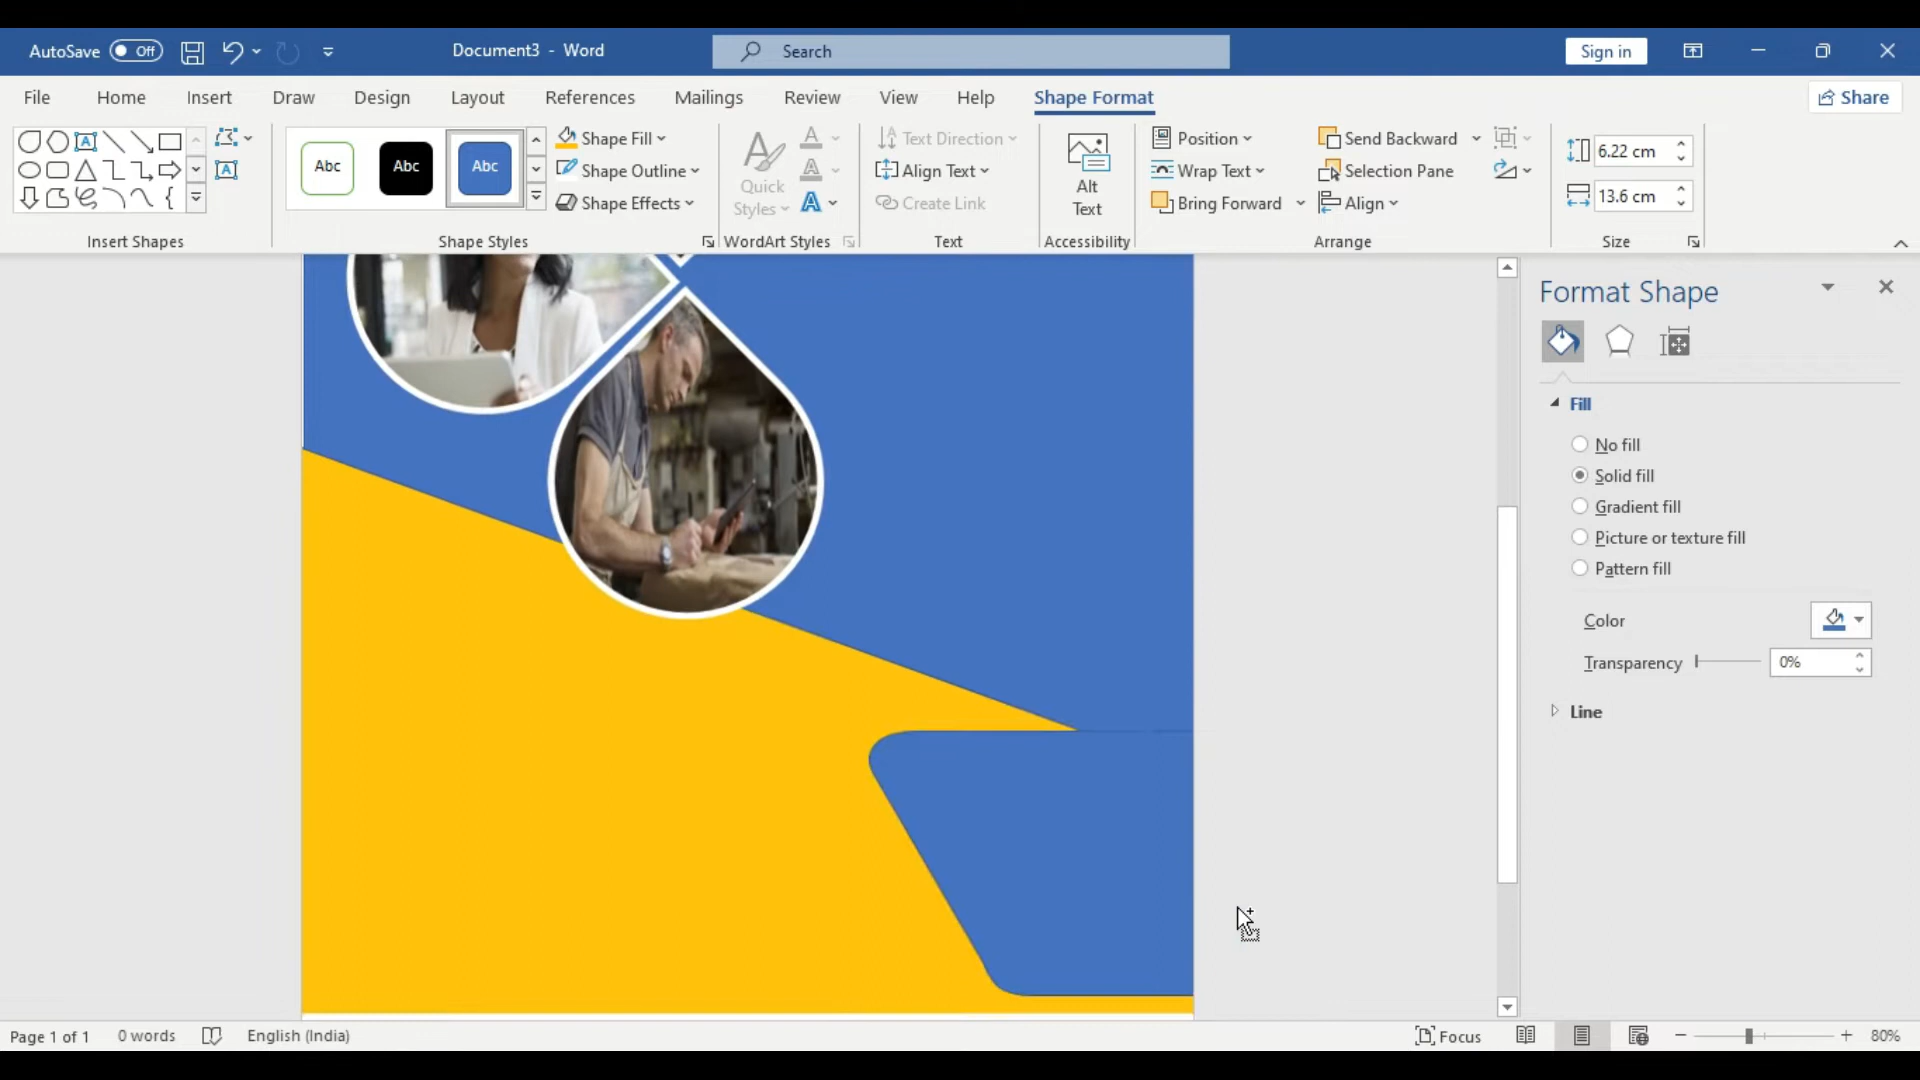 AutoSave Off Document3 - Word Search Sign in
File Home Insert Draw Design Layout References Mailings Review View Help Shape Format Share
Abc Abc Abc
Shape Fill
Shape Outline
Shape Effects
Quick
Styles
Text Direction
Align Text
Create Link
Alt
Text
Position
Wrap Text
Bring Forward
Send Backward
Selection Pane
Align
6.22 cm
13.6 cm
Insert Shapes Shape Styles WordArt Styles Text Accessibility Arrange Size
Format Shape
Fill
No fill
Solid fill
Gradient fill
Picture or texture fill
Pattern fill
Color
Transparency 0%
Line
Page 1 of 1 0 words English (India) Focus 80%